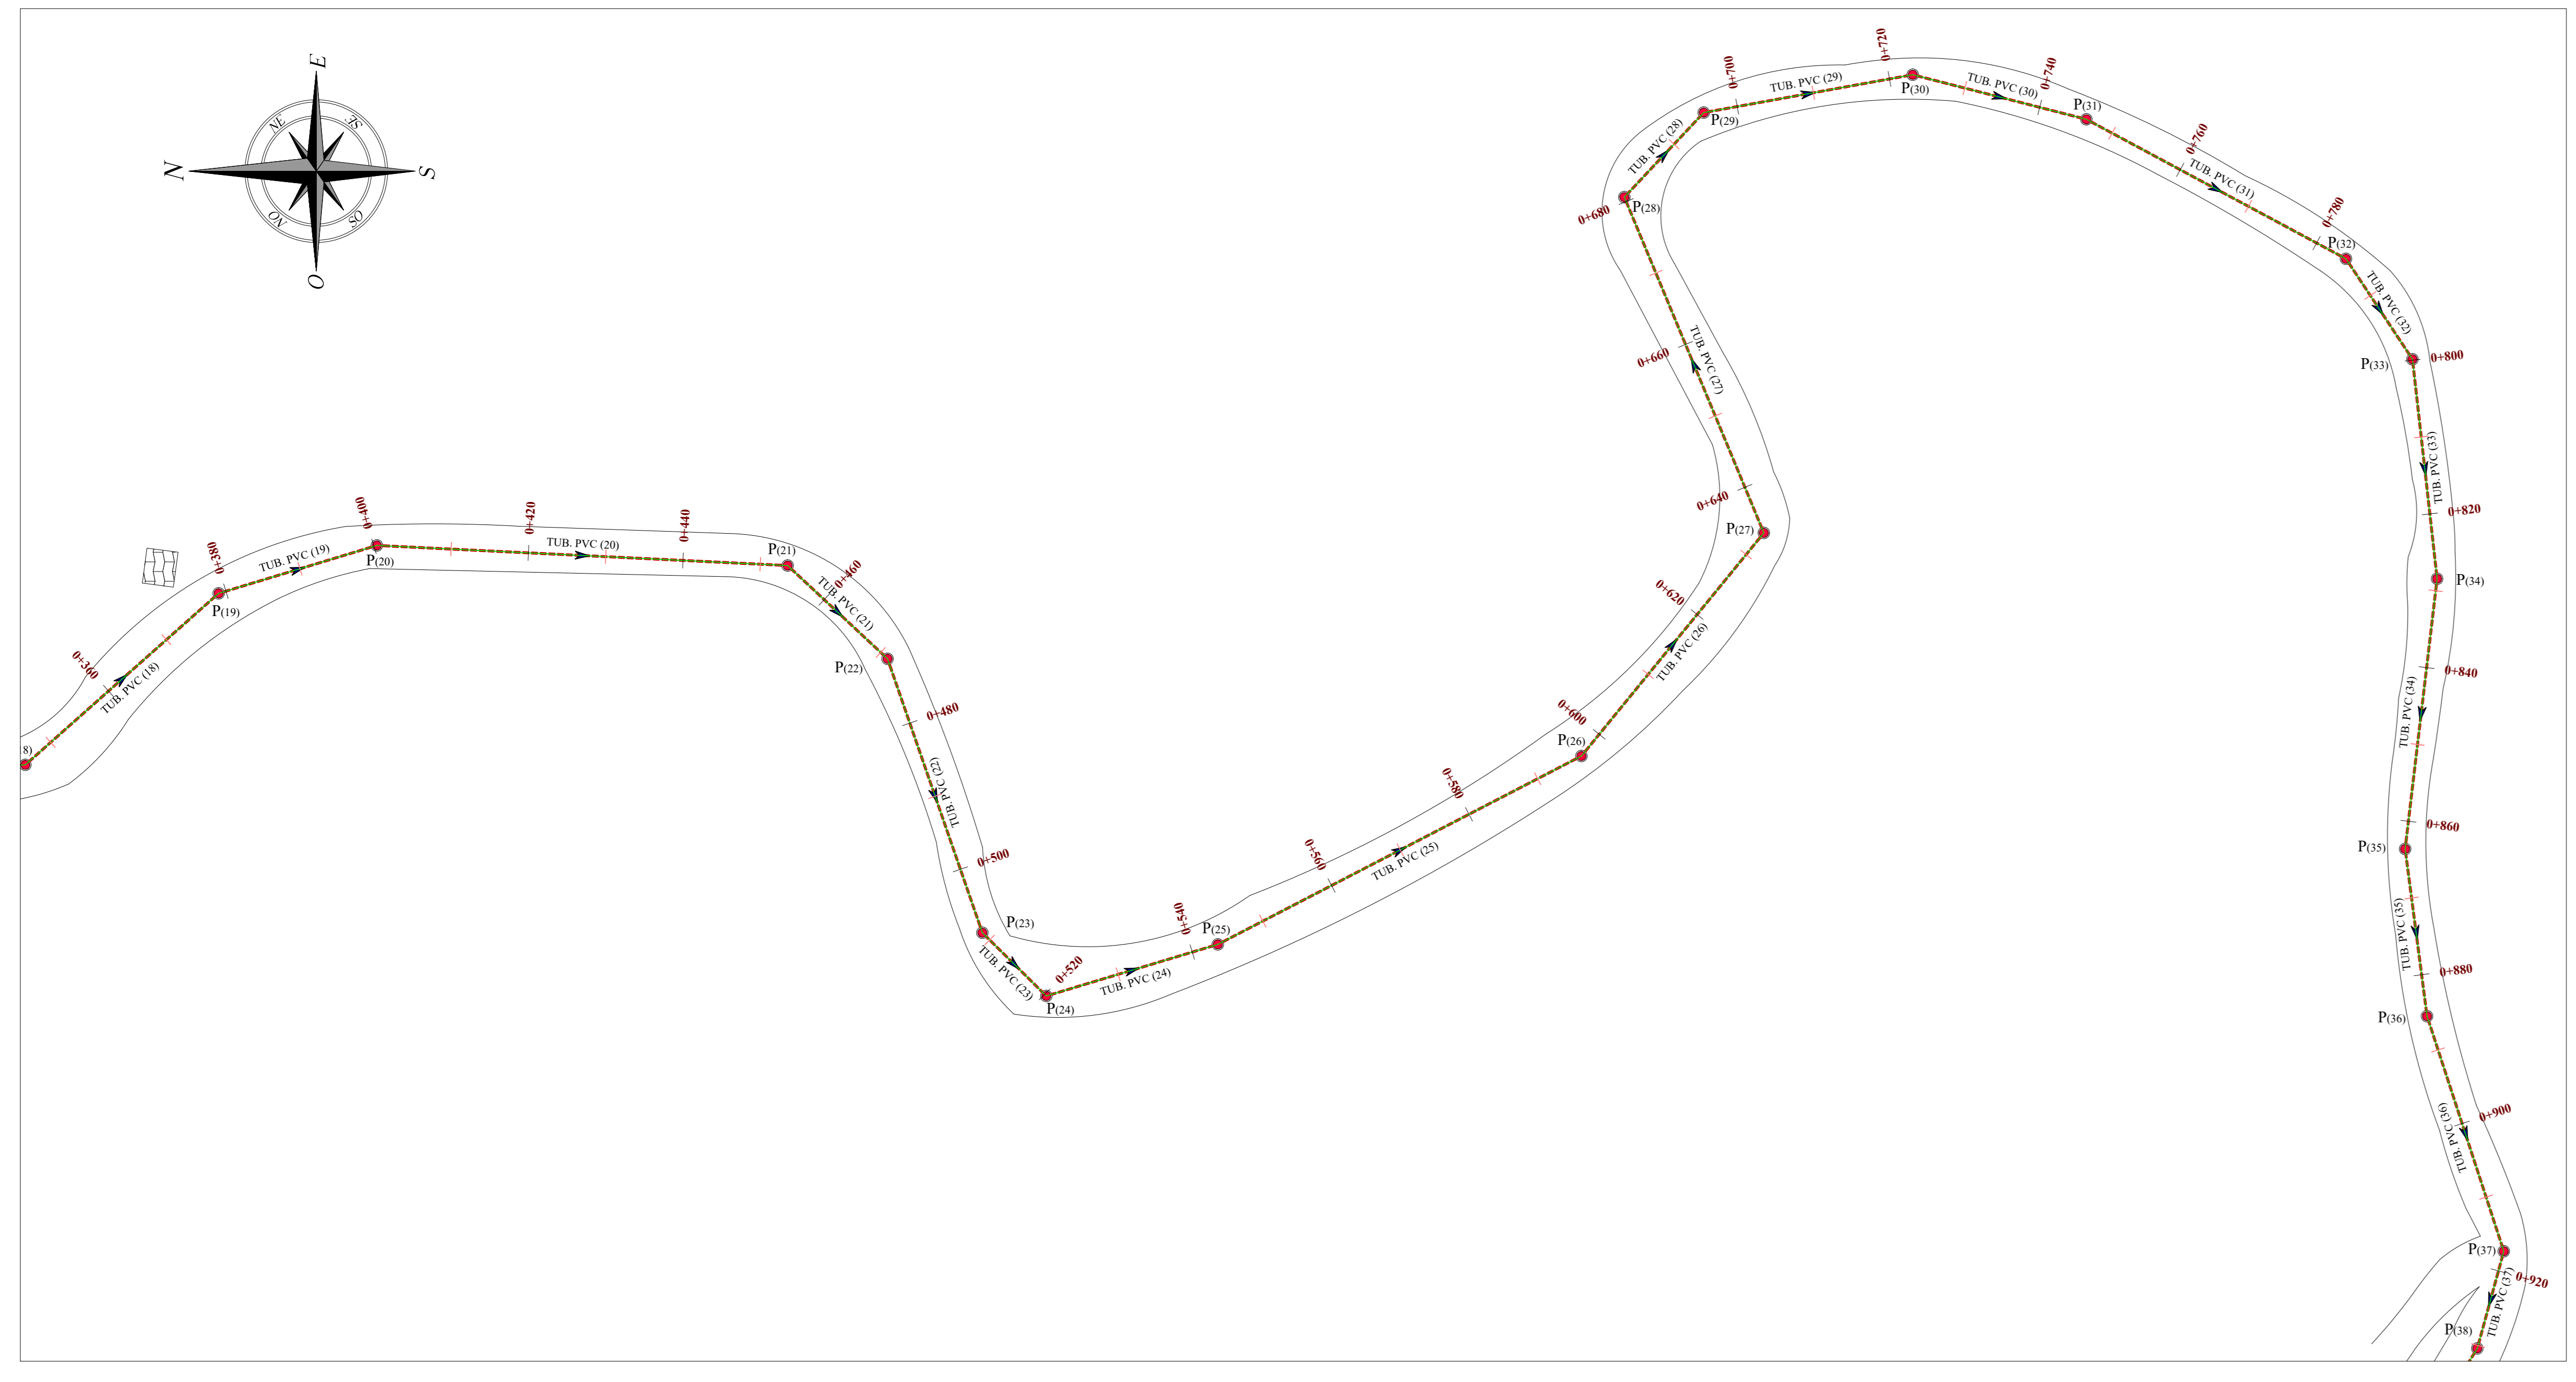 E
NE
SE
N
S
NO
SO
O
8)
0+360
TUB. PVC (18)
0+380
P(19)
TUB. PVC (19)
0+400
P(20)
0+420
TUB. PVC (20)
0+440
P(21)
0+460
TUB. PVC (21)
P(22)
0+480
TUB. PVC (22)
0+500
P(23)
TUB. PVC (23)
0+520
P(24)
TUB. PVC (24)
0+540
P(25)
0+560
TUB. PVC (25)
0+580
P(26)
0+600
TUB. PVC (26)
0+620
P(27)
0+640
TUB. PVC (27)
0+660
0+680
P(28)
TUB. PVC (28)
P(29)
0+700
TUB. PVC (29)
0+720
P(30)
TUB. PVC (30)
0+740
P(31)
0+760
TUB. PVC (31)
0+780
P(32)
TUB. PVC (32)
P(33)
0+800
TUB. PVC (33)
0+820
P(34)
0+840
TUB. PVC (34)
0+860
P(35)
TUB. PVC (35)
0+880
P(36)
0+900
TUB. PVC (36)
P(37)
0+920
TUB. PVC (37)
P(38)